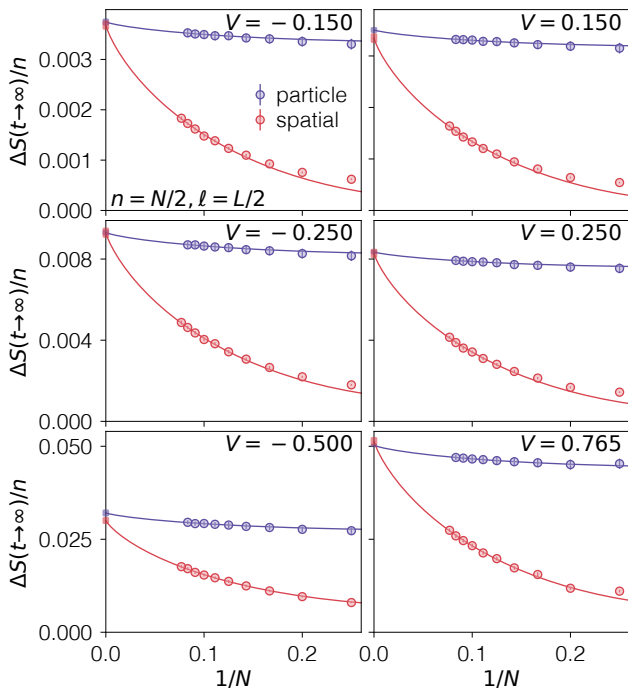 V = − 0.150
V = 0.150
ΔS(t→∞)/n
0.003
0.002
0.001
0.000
particle
spatial
n = N/2, ℓ = L/2
V = − 0.250
V = 0.250
ΔS(t→∞)/n
0.008
0.004
0.000
V = − 0.500
V = 0.765
ΔS(t→∞)/n
0.050
0.025
0.000
0.0 0.1 0.2 0.0 0.1 0.2
1/N 1/N